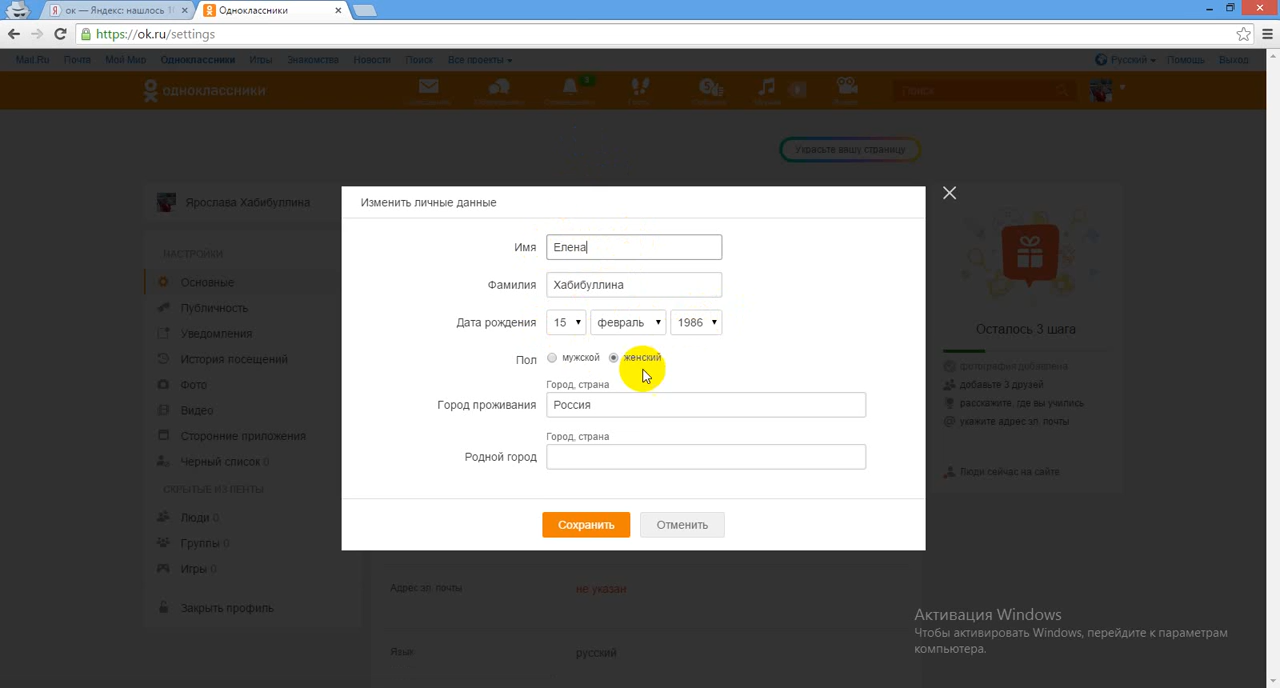 ок — Яндекс: нашлось
Одноклассники
https://ok.ru/settings
Mail.Ru Почта Мой Мир Одноклассники Игры Знакомства Новости Поиск Все проекты
Русский Помощь Выход
одноклассники
Поиск
Украсьте вашу страницу
Ярослава Хабибуллина
НАСТРОЙКИ
Основные
Публичность
Уведомления
История посещений
Фото
Видео
Сторонние приложения
Черный список 0
СКРЫТЫЕ ИЗ ЛЕНТЫ
Люди 0
Группы 0
Игры 0
Закрыть профиль
Изменить личные данные
Имя Елена
Фамилия Хабибуллина
Дата рождения 15 февраль 1986
Пол мужской женский
Город, страна
Город проживания Россия
Город, страна
Родной город
Сохранить Отменить
Адрес эл. почты не указан
Язык русский
Осталось 3 шага
фотография добавлена
добавьте 3 друзей
расскажите, где вы учились
укажите адрес эл. почты
Люди сейчас на сайте
Активация Windows
Чтобы активировать Windows, перейдите к параметрам
компьютера.